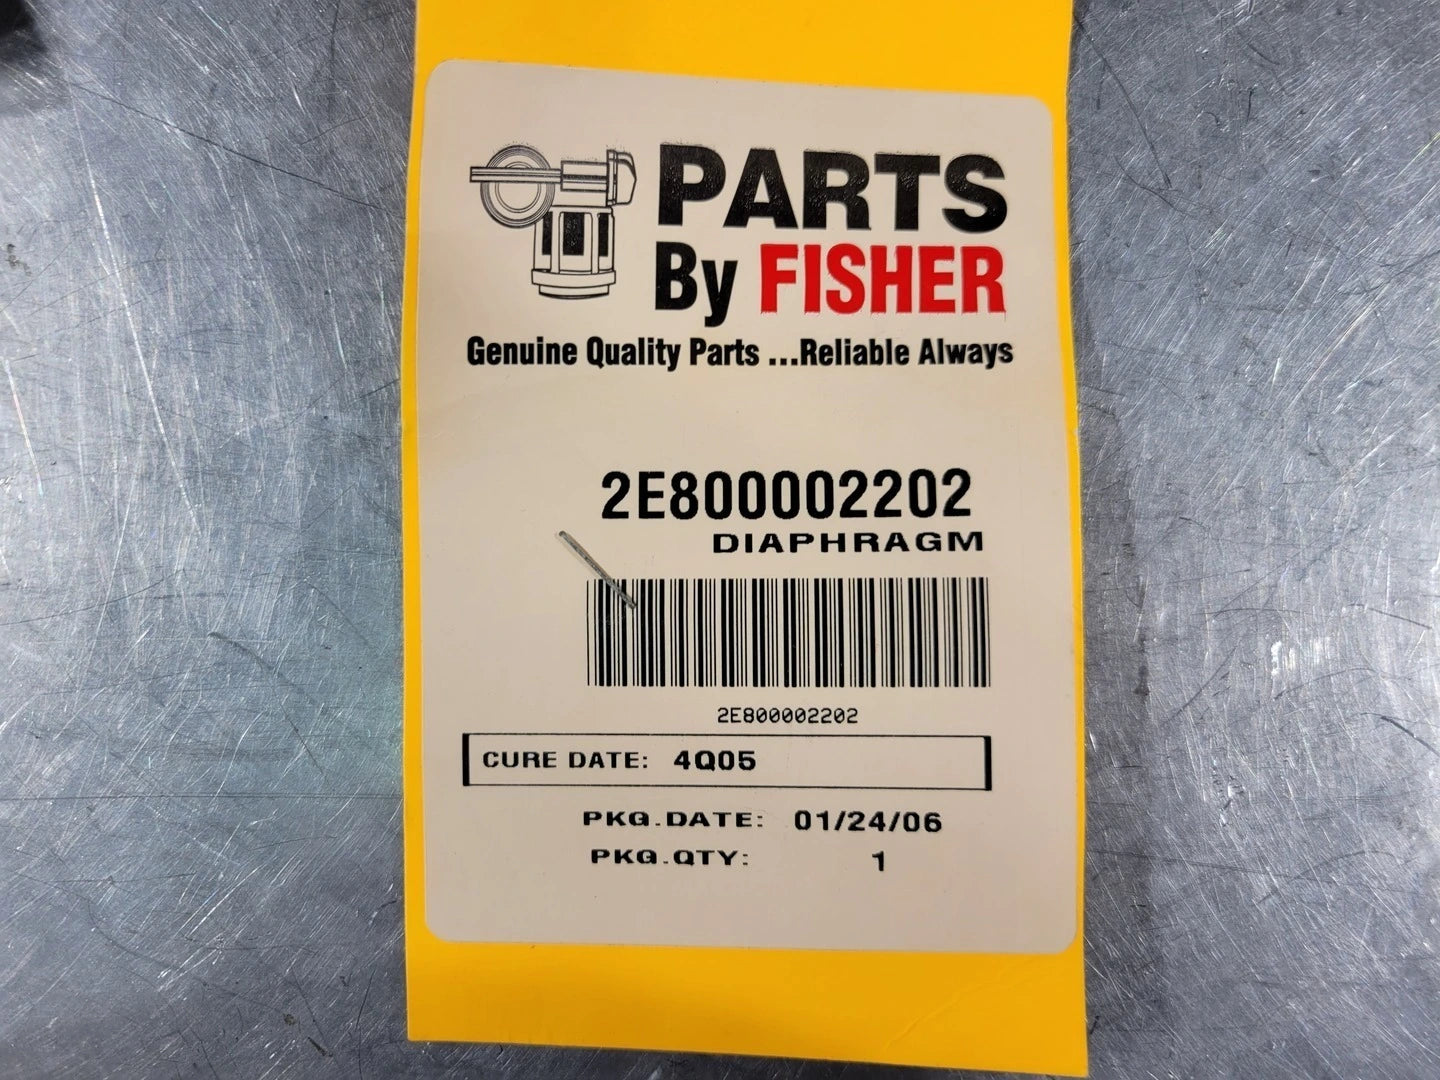 PARTS
By FISHER
Genuine Quality Parts ...Reliable Always
2E800002202
DIAPHRAGM
2E800002202
CURE DATE: 4Q05
PKG.DATE: 01/24/06
PKG.QTY: 1